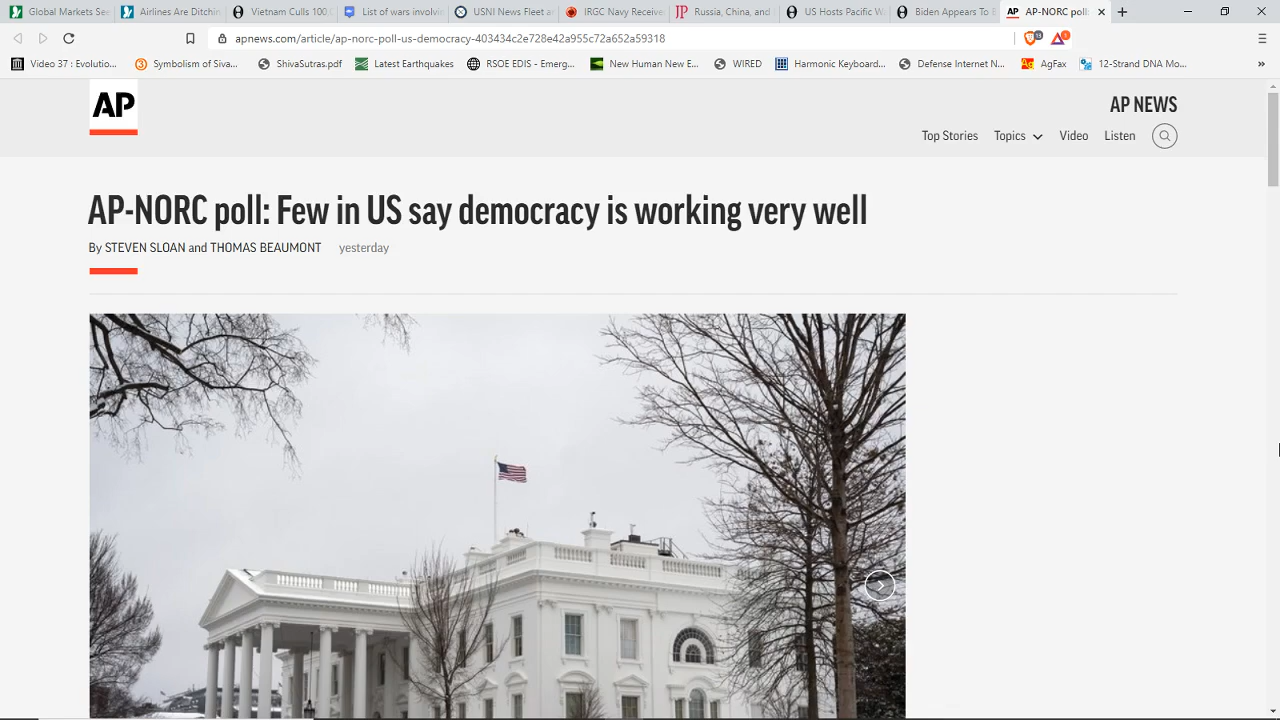 Global Markets See
Airlines Are Ditchin
Vietnam Culls 100,
List of wars involvi
USNI News Fleet a
IRGC Navy Receive
Russia, China, and
US Hosts Pacific W
Biden Appears To B
AP AP-NORC poll:
apnews.com/article/ap-norc-poll-us-democracy-403434c2e728e42a955c72a652a59318
Video 37 : Evolutio...
Symbolism of Siva...
ShivaSutra.pdf
Latest Earthquakes
RSOE EDIS - Emerg...
New Human New E...
WIRED
Harmonic Keyboard...
Defense Internet N...
AgFax
12-Strand DNA Mo...
AP
AP NEWS
Top Stories Topics Video Listen
AP-NORC poll: Few in US say democracy is working very well
By STEVEN SLOAN and THOMAS BEAUMONT yesterday